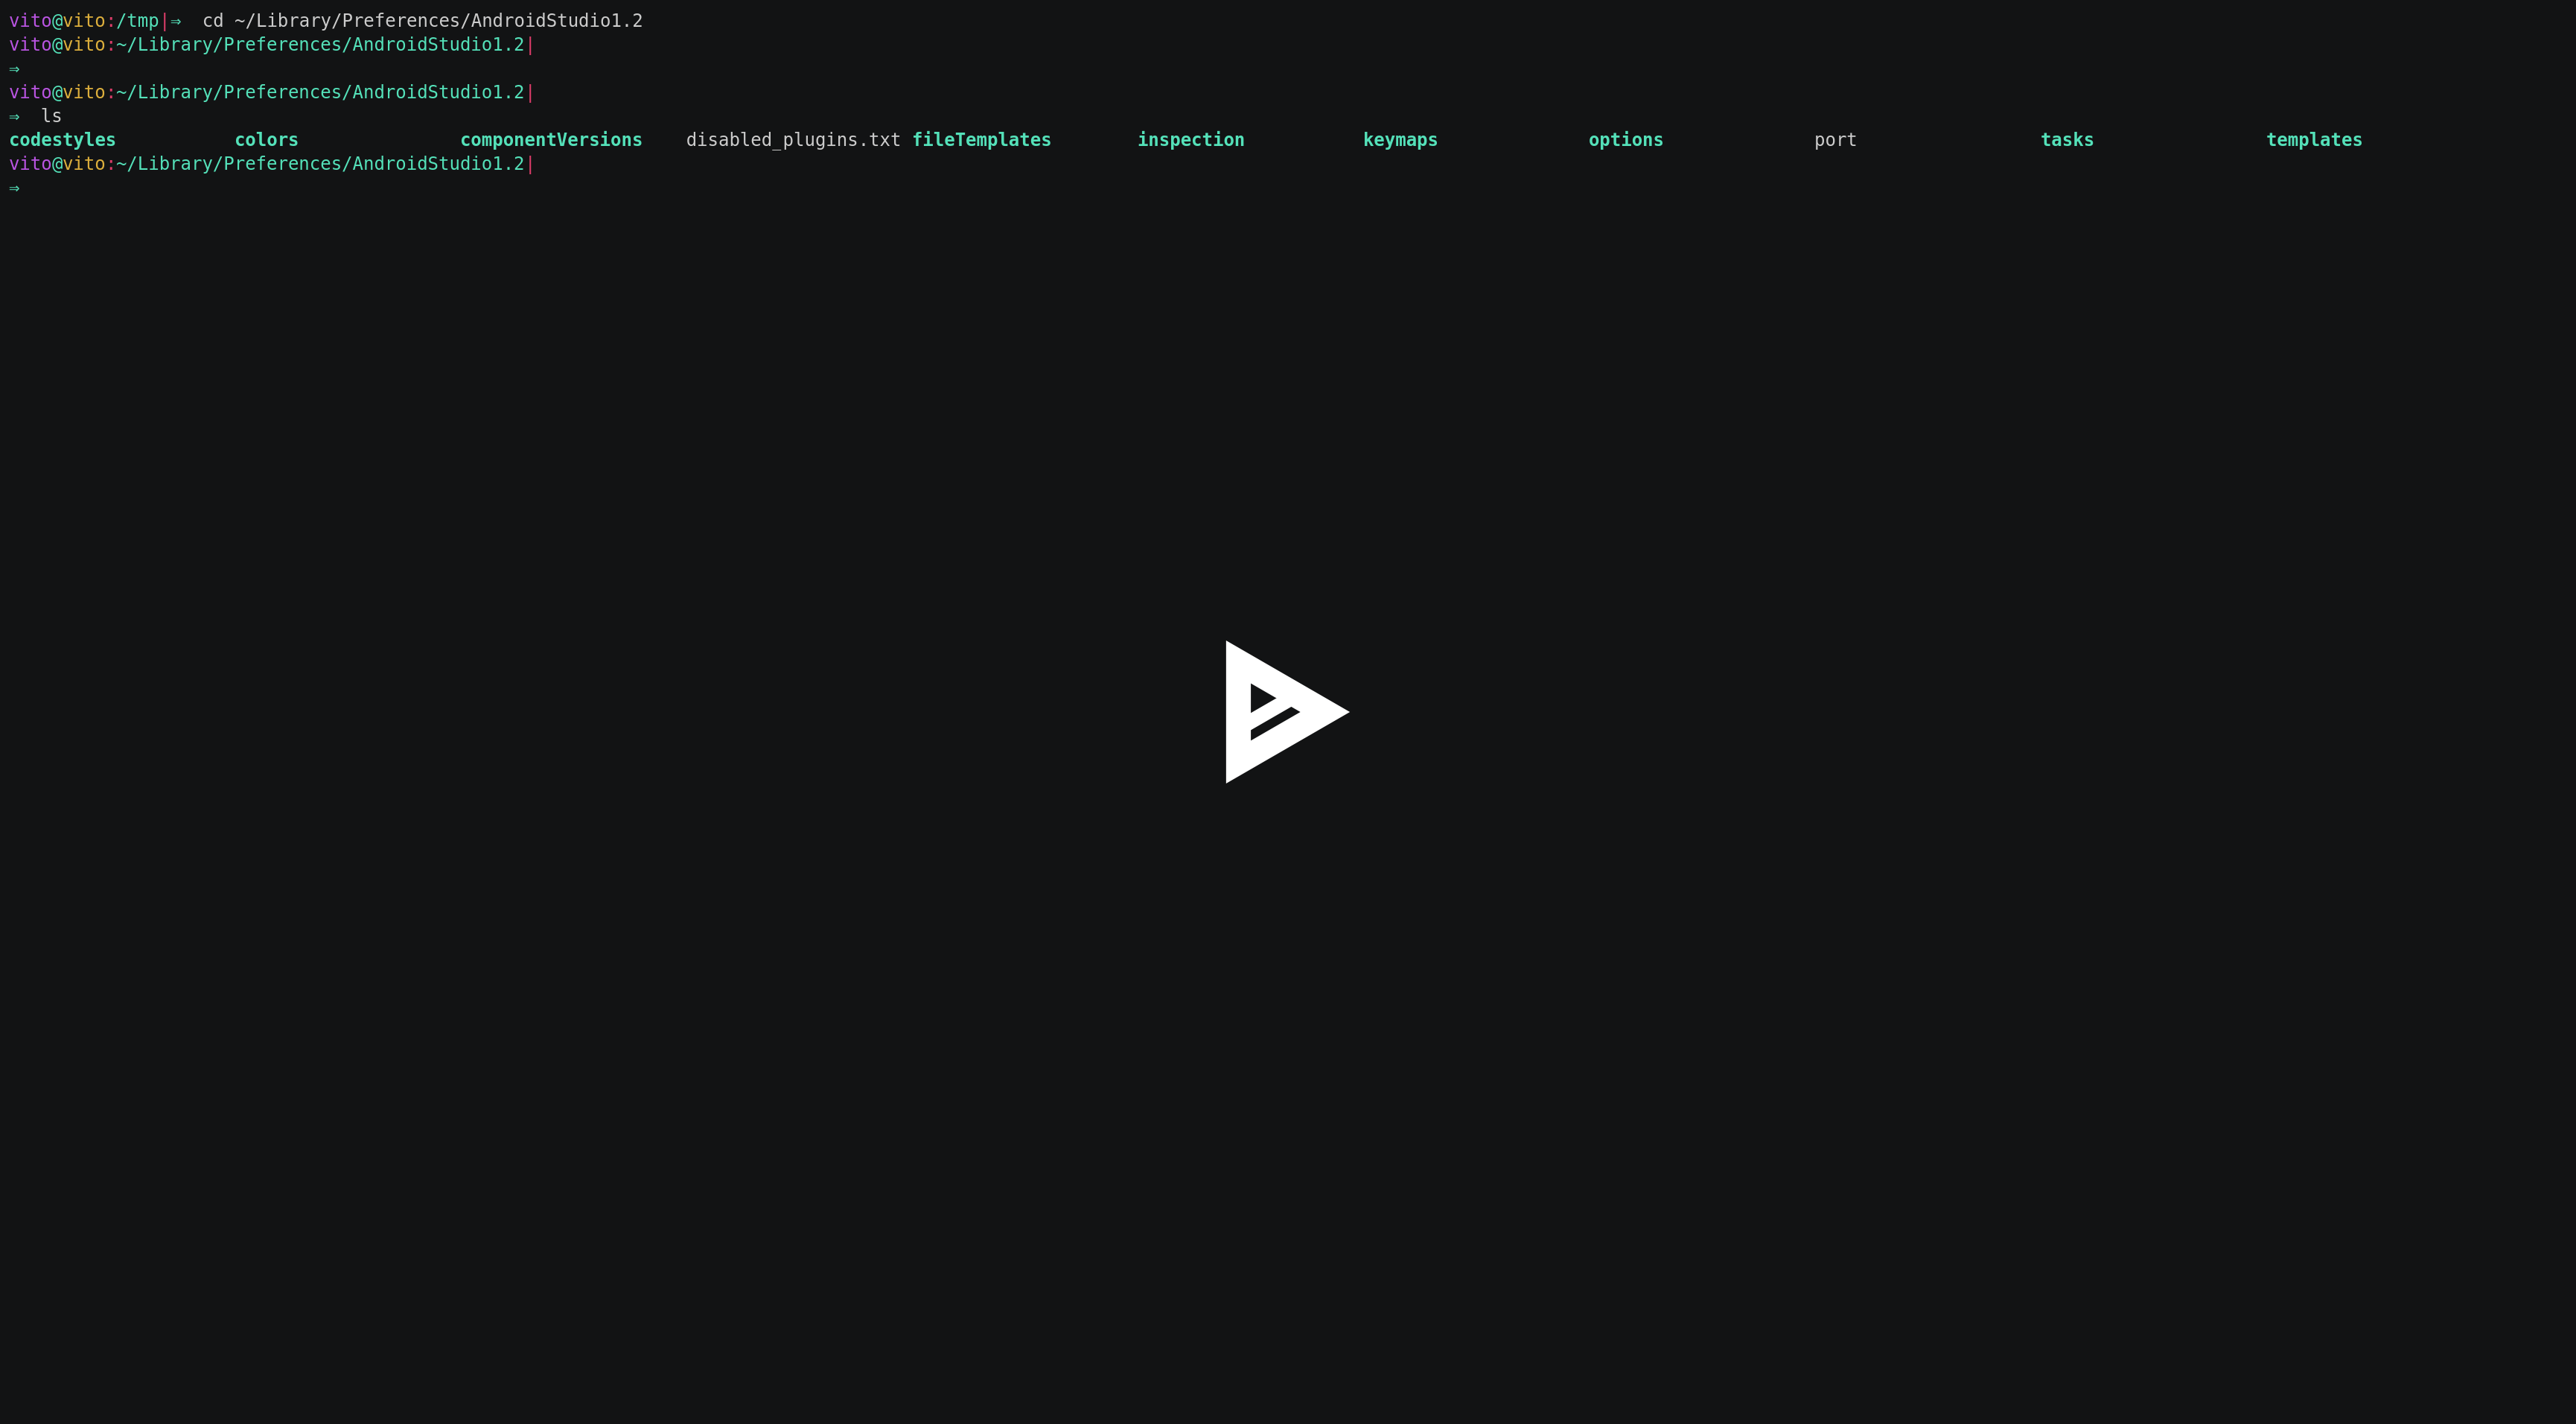 vito@vito:/tmp|⇒  cd ~/Library/Preferences/AndroidStudio1.2
vito@vito:~/Library/Preferences/AndroidStudio1.2|
⇒
vito@vito:~/Library/Preferences/AndroidStudio1.2|
⇒  ls
codestyles           colors               componentVersions    disabled_plugins.txt fileTemplates        inspection           keymaps              options              port                 tasks                templates
vito@vito:~/Library/Preferences/AndroidStudio1.2|
⇒